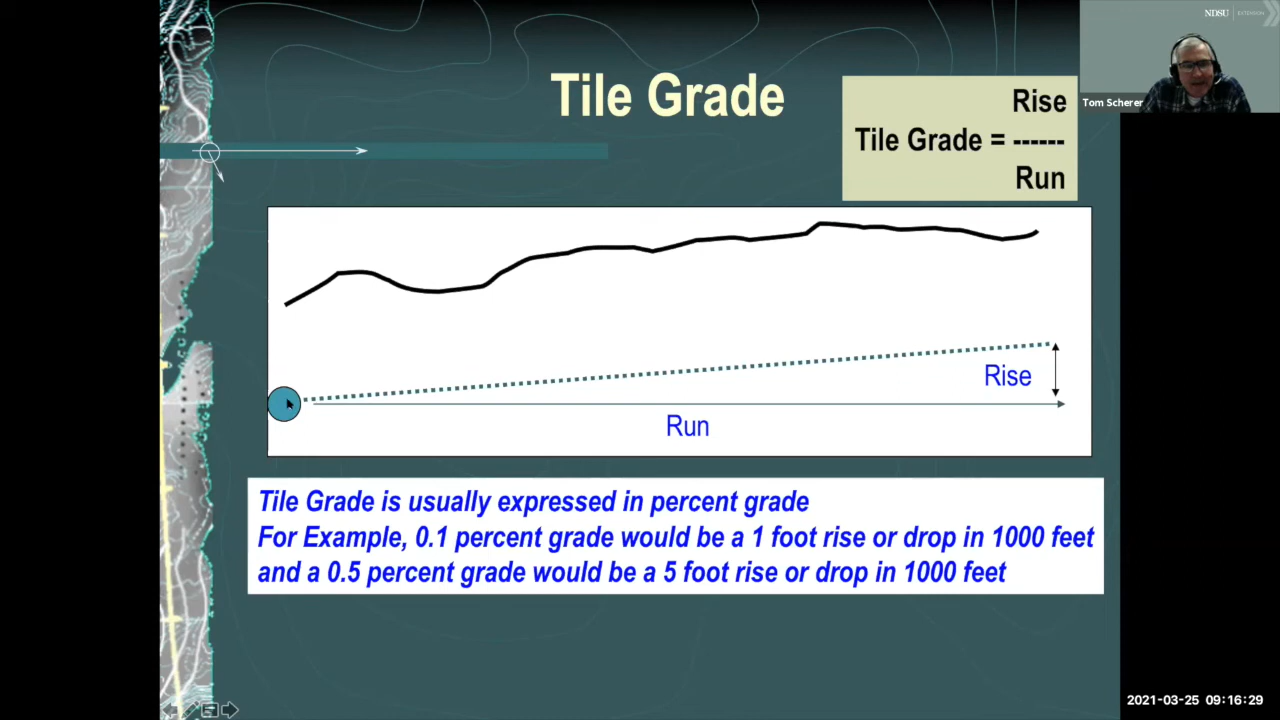 NDSU EXTENSION
Tom Scherer
Tile Grade
Rise
Tile Grade = ------
Run
Rise
Run
Tile Grade is usually expressed in percent grade
For Example, 0.1 percent grade would be a 1 foot rise or drop in 1000 feet
and a 0.5 percent grade would be a 5 foot rise or drop in 1000 feet
2021-03-25 09:16:29